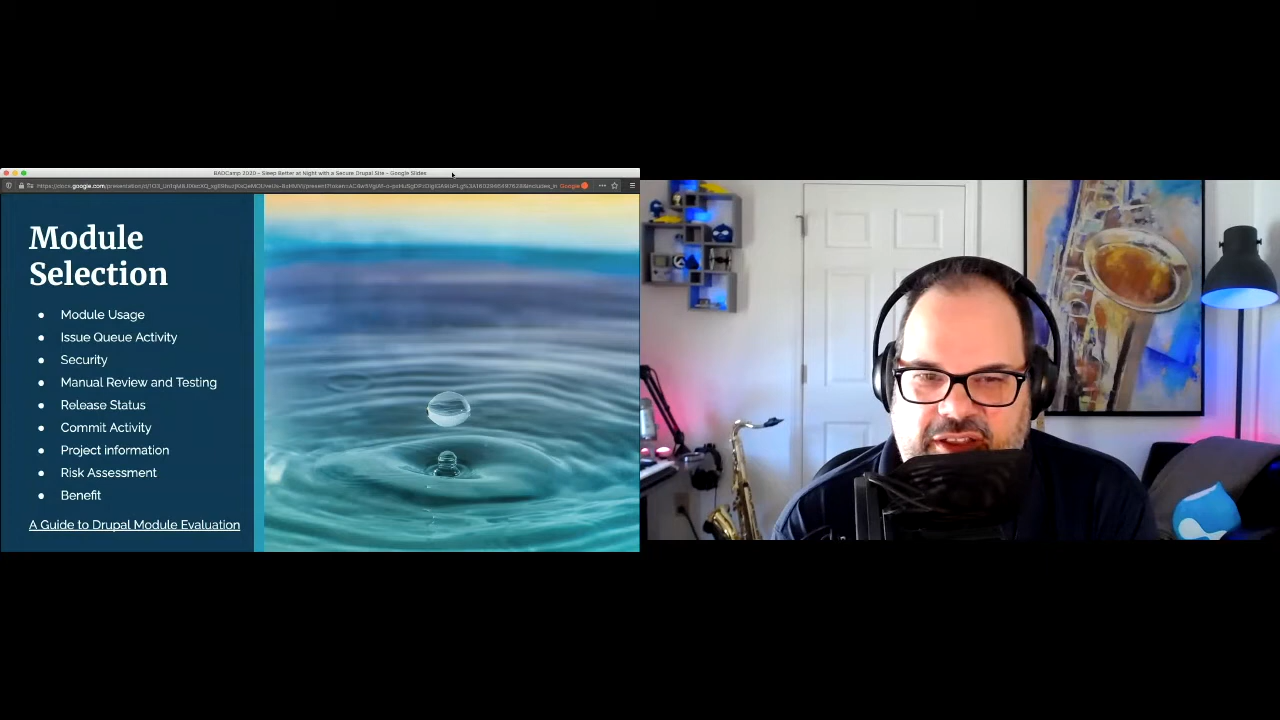 BADCamp 2020 - Sleep Better at Night with a Secure Drupal Site - Google Slides
Google
Module
Selection
● Module Usage
● Issue Queue Activity
● Security
● Manual Review and Testing
● Release Status
● Commit Activity
● Project information
● Risk Assessment
● Benefit
A Guide to Drupal Module Evaluation